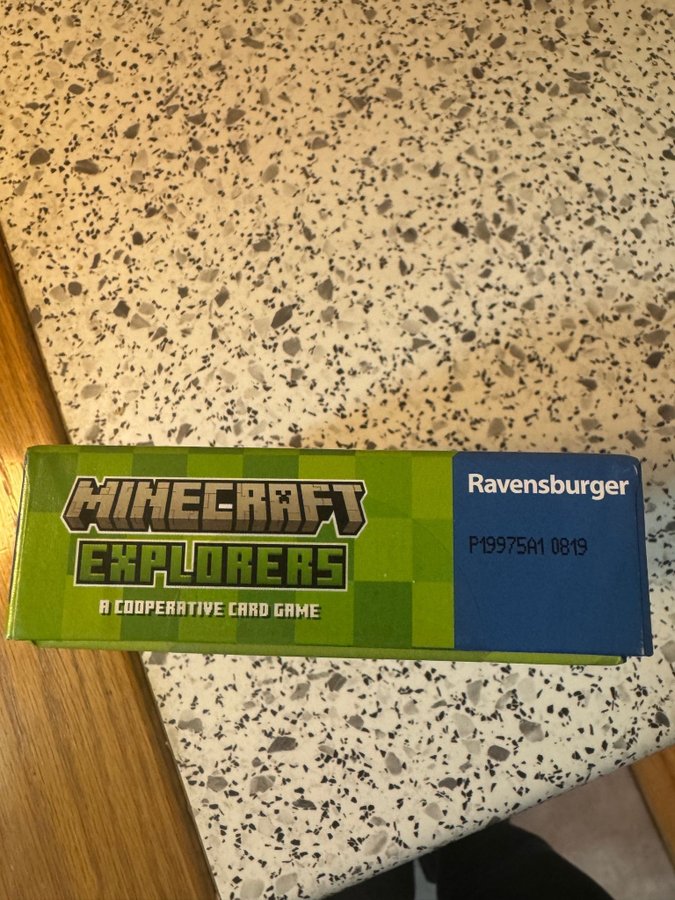 MINECRAFT
EXPLORERS
A COOPERATIVE CARD GAME
Ravensburger
P19975A1 0819